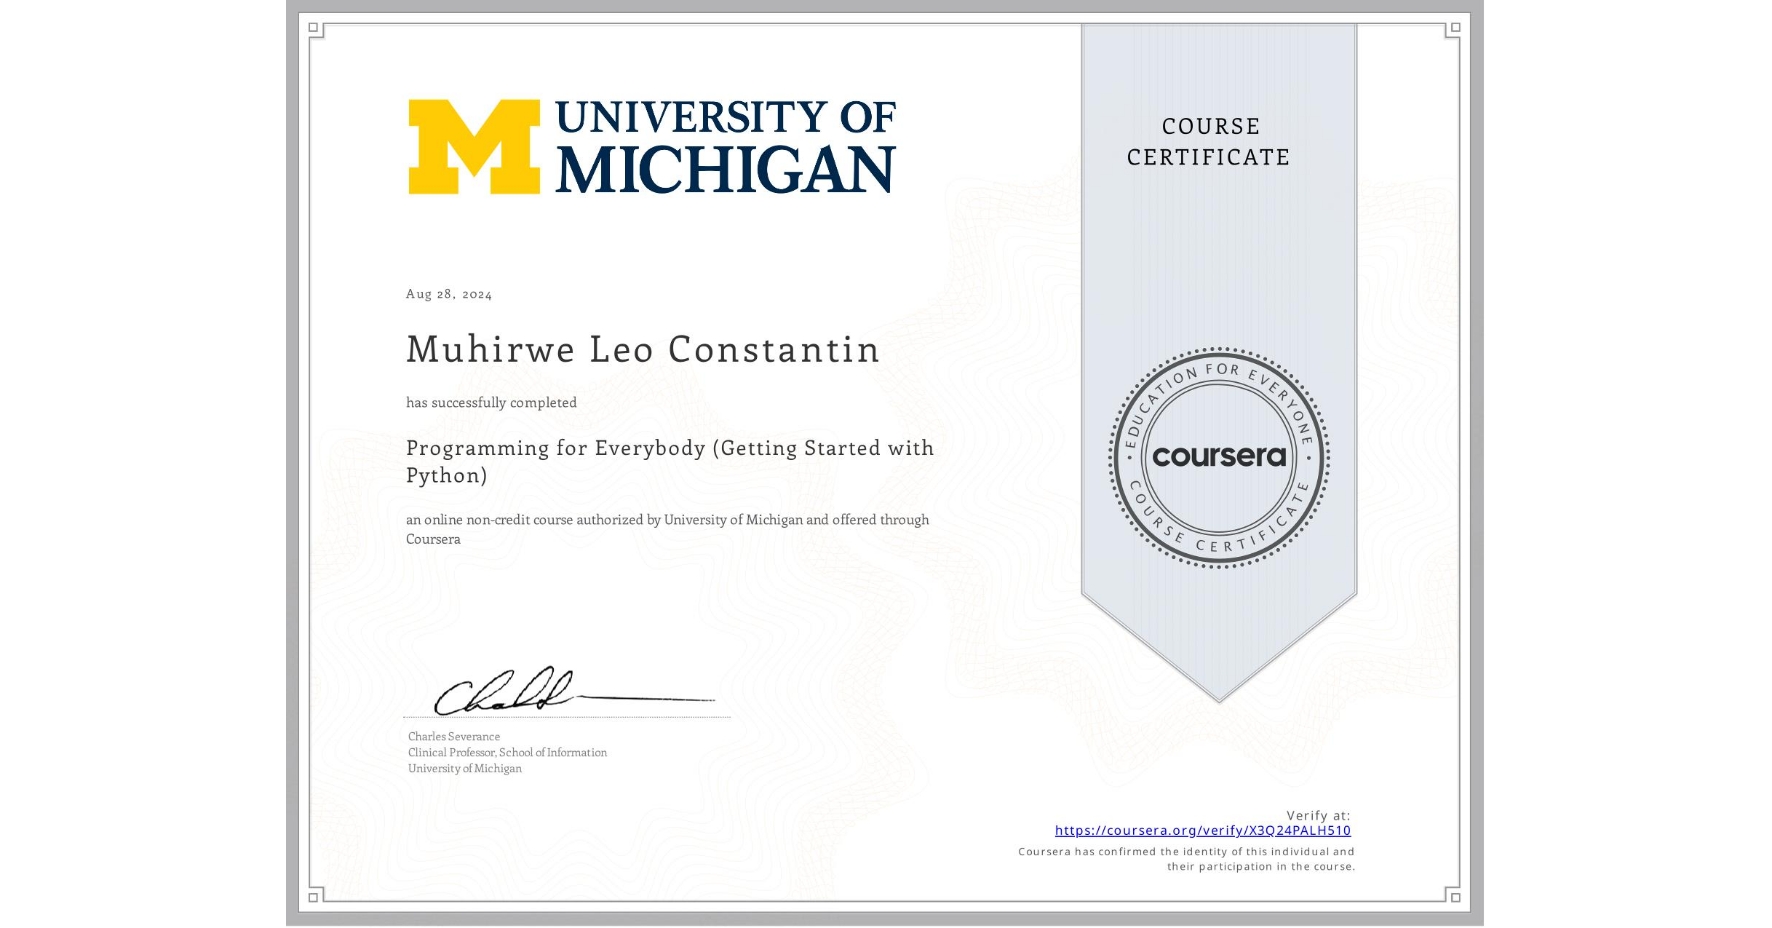 UNIVERSITY OF
MICHIGAN
COURSE
CERTIFICATE
Aug 28, 2024
Muhirwe Leo Constantin
has successfully completed
Programming for Everybody (Getting Started with
Python)
an online non-credit course authorized by University of Michigan and offered through
Coursera
EDUCATION FOR EVERYONE
coursera
COURSE CERTIFICATE
Charles Severance
Clinical Professor, School of Information
University of Michigan
Verify at:
https://coursera.org/verify/X3Q24PALH510
Coursera has confirmed the identity of this individual and
their participation in the course.